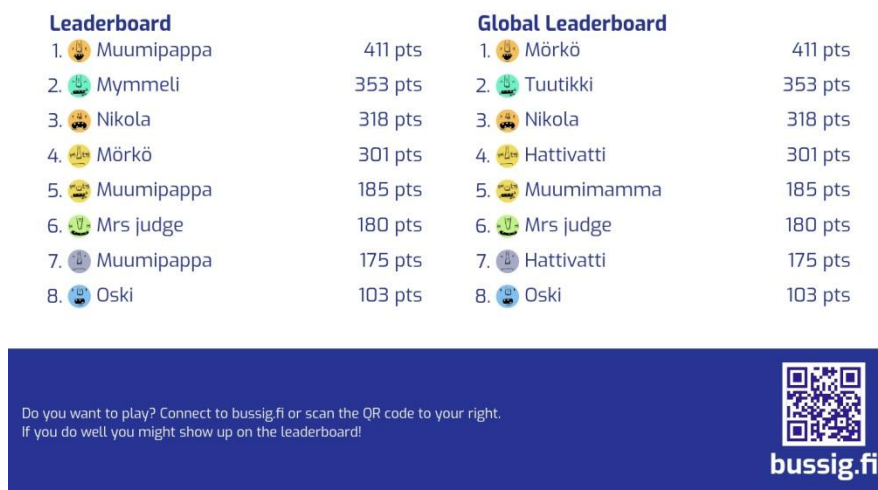 Leaderboard
1. Muumipappa 411 pts
2. Mymmeli 353 pts
3. Nikola 318 pts
4. Mörkö 301 pts
5. Muumipappa 185 pts
6. Mrs judge 180 pts
7. Muumipappa 175 pts
8. Oski 103 pts
Global Leaderboard
1. Mörkö 411 pts
2. Tuutikki 353 pts
3. Nikola 318 pts
4. Hattivatti 301 pts
5. Muumimamma 185 pts
6. Mrs judge 180 pts
7. Hattivatti 175 pts
8. Oski 103 pts
Do you want to play? Connect to bussig.fi or scan the QR code to your right.
If you do well you might show up on the leaderboard!
bussig.fi